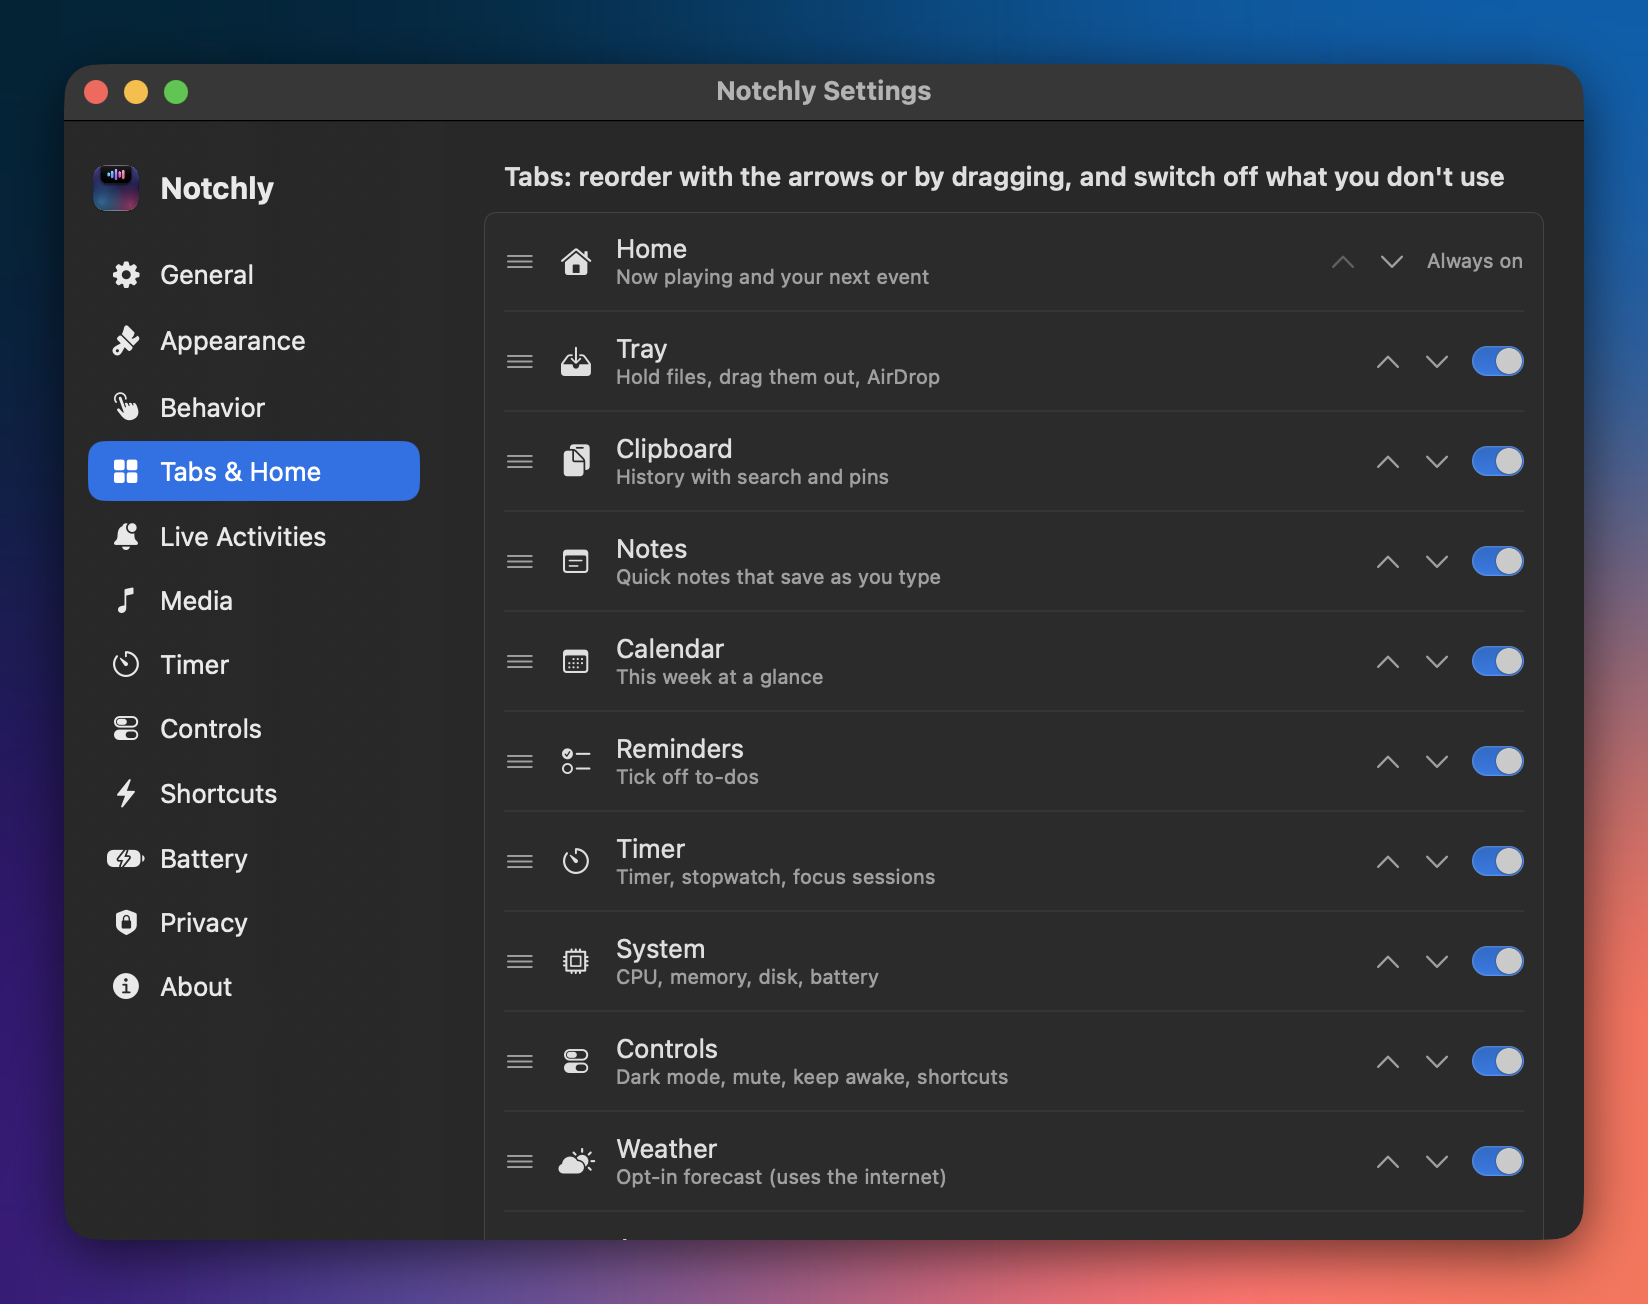 Notchly Settings
Notchly
General
Appearance
Behavior
Tabs & Home
Live Activities
Media
Timer
Controls
Shortcuts
Battery
Privacy
About
Tabs: reorder with the arrows or by dragging, and switch off what you don't use
Home
Now playing and your next event
Always on
Tray
Hold files, drag them out, AirDrop
Clipboard
History with search and pins
Notes
Quick notes that save as you type
Calendar
This week at a glance
Reminders
Tick off to-dos
Timer
Timer, stopwatch, focus sessions
System
CPU, memory, disk, battery
Controls
Dark mode, mute, keep awake, shortcuts
Weather
Opt-in forecast (uses the internet)